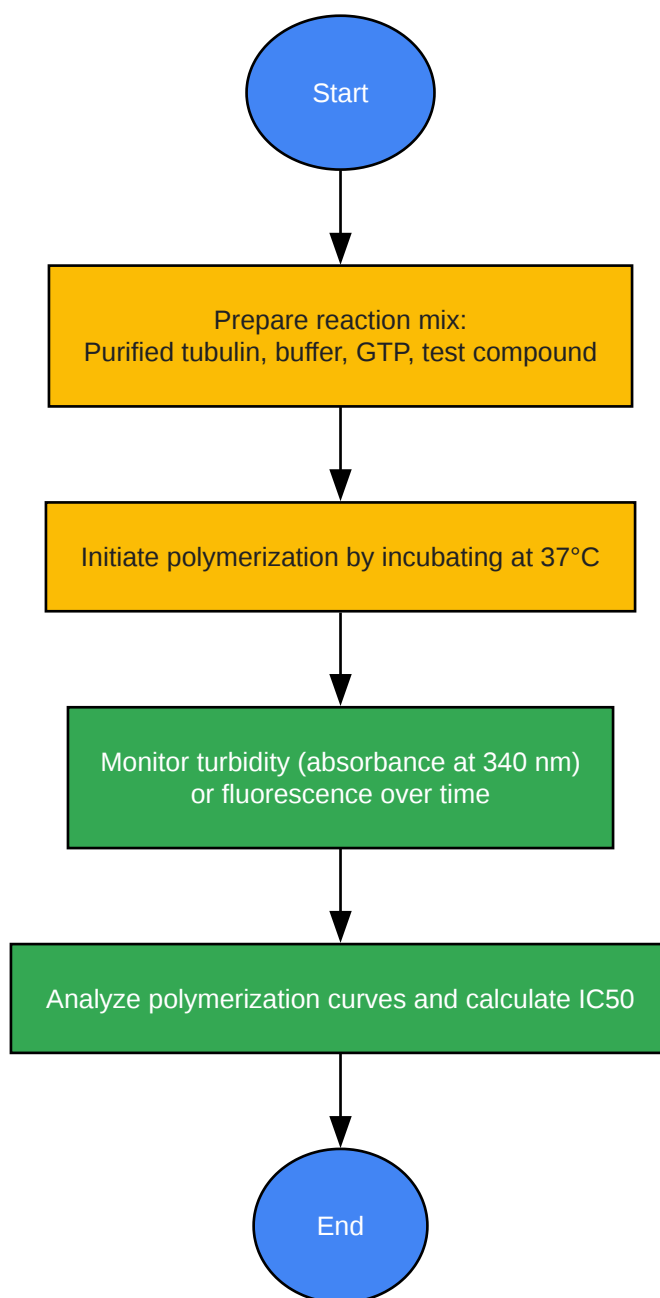 Start
Prepare reaction mix:
Purified tubulin, buffer, GTP, test compound
Initiate polymerization by incubating at 37°C
Monitor turbidity (absorbance at 340 nm)
or fluorescence over time
Analyze polymerization curves and calculate IC50
End